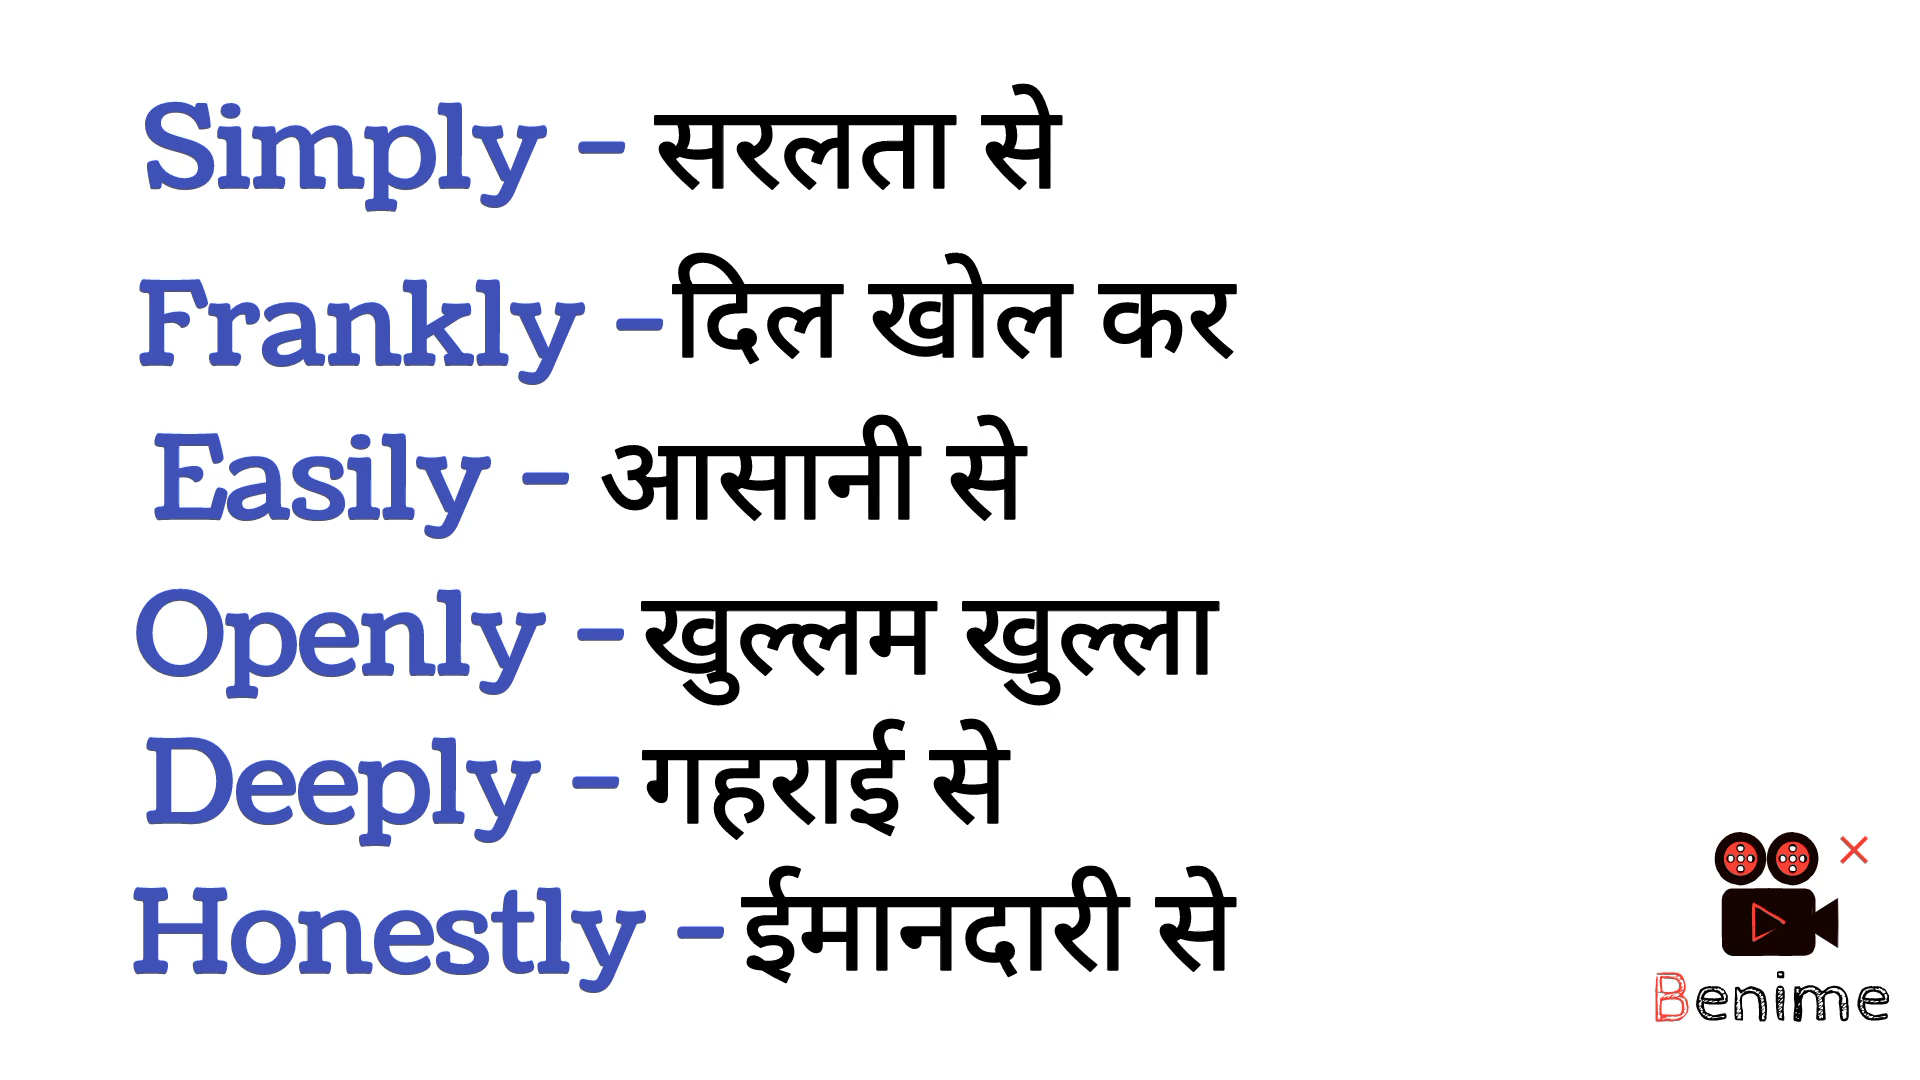 Simply - सरलता से
Frankly -दिल खोल कर
Easily - आसानी से
Openly - खुल्लम खुल्ला
Deeply - गहराई से
Honestly - ईमानदारी से
Benime